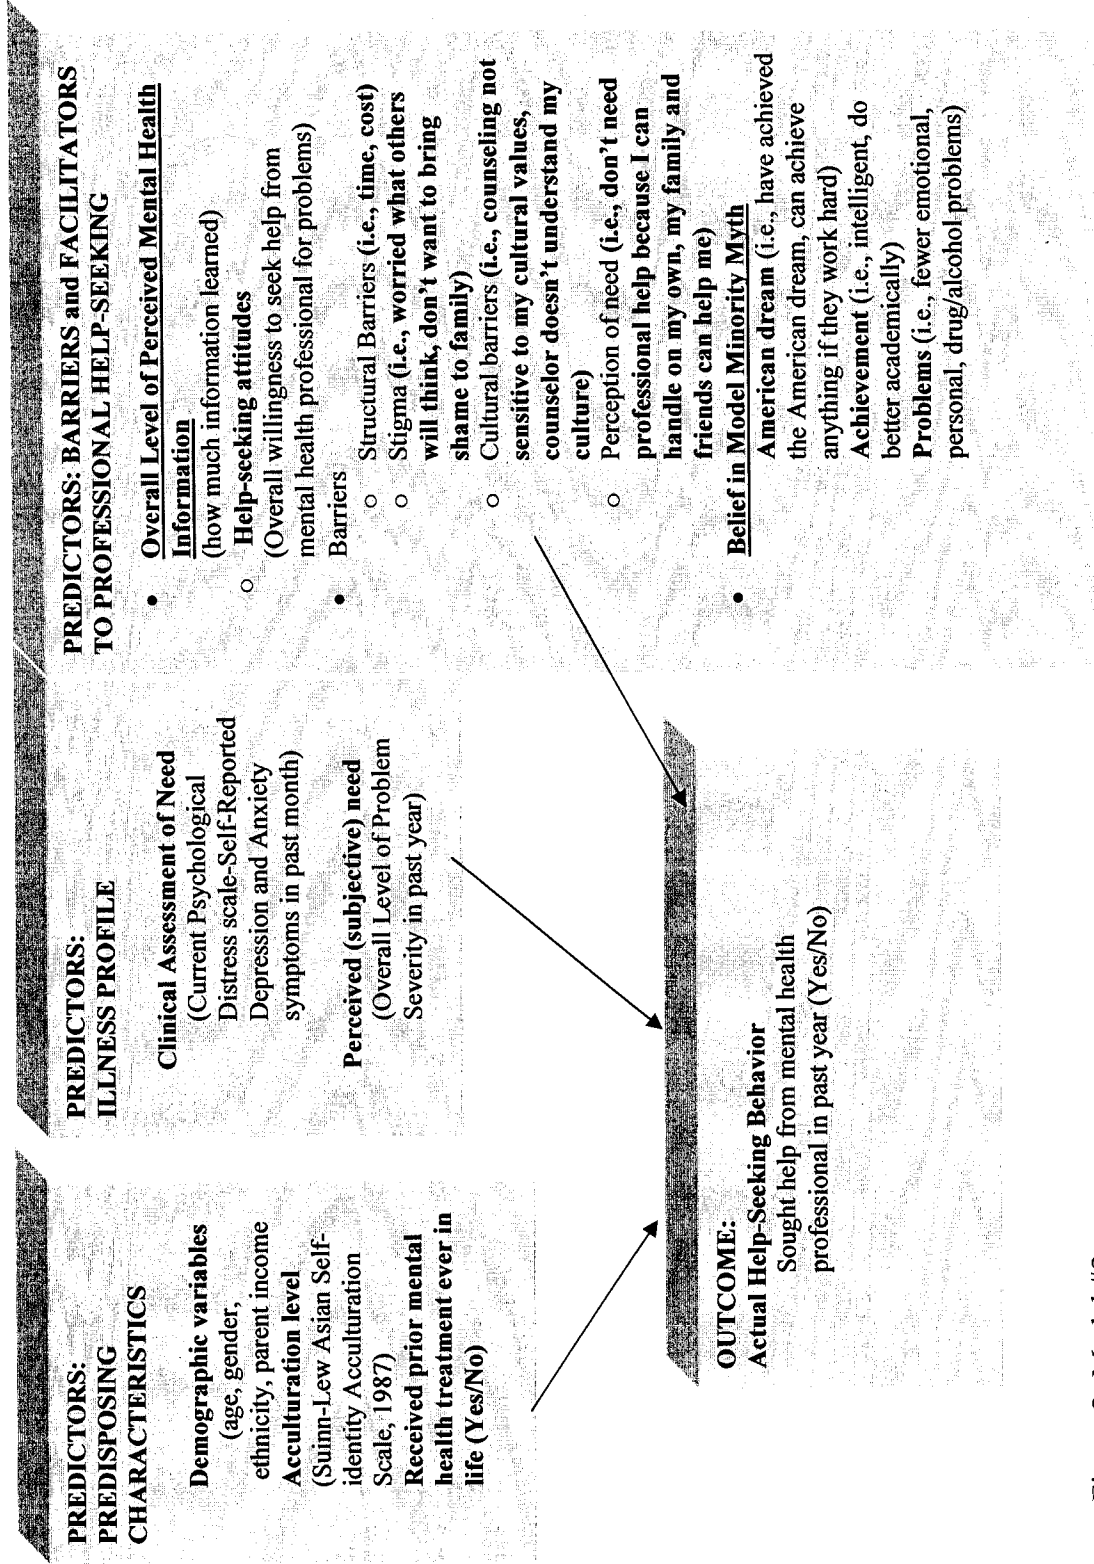 PREDICTORS:
PREDISPOSING
CHARACTERISTICS
Demographic variables
(age, gender,
ethnicity, parent income
Acculturation level
(Suinn-Lew Asian Self-
identity Acculturation
Scale, 1987)
Received prior mental
health treatment ever in
life (Yes/No)
PREDICTORS:
ILLNESS PROFILE
Clinical Assessment of Need
(Current Psychological
Distress scale-Self-Reported
Depression and Anxiety
symptoms in past month)
Perceived (subjective) need
(Overall Level of Problem
Severity in past year)
PREDICTORS: BARRIERS and FACILITATORS
TO PROFESSIONAL HELP-SEEKING
• Overall Level of Perceived Mental Health
Information
(how much information learned)
○ Help-seeking attitudes
(Overall willingness to seek help from
mental health professional for problems)
• Barriers
○ Structural Barriers (i.e., time, cost)
○ Stigma (i.e., worried what others
will think, don't want to bring
shame to family)
○ Cultural barriers (i.e., counseling not
sensitive to my cultural values,
counselor doesn't understand my
culture)
○ Perception of need (i.e., don't need
professional help because I can
handle on my own, my family and
friends can help me)
• Belief in Model Minority Myth
American dream (i.e., have achieved
the American dream, can achieve
anything if they work hard)
Achievement (i.e., intelligent, do
better academically)
Problems (i.e., fewer emotional,
personal, drug/alcohol problems)
OUTCOME:
Actual Help-Seeking Behavior
Sought help from mental health
professional in past year (Yes/No)